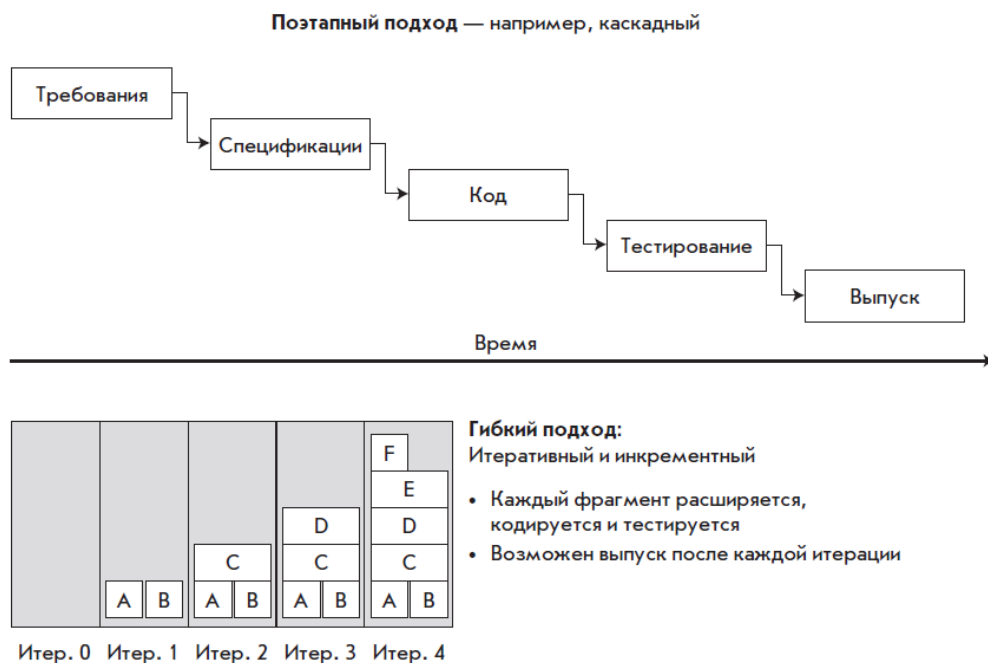 Поэтапный подход — например, каскадный
Требования
Спецификации
Код
Тестирование
Выпуск
Время
Гибкий подход:
Итеративный и инкрементный
• Каждый фрагмент расширяется,
кодируется и тестируется
• Возможен выпуск после каждой итерации
F
E
D D
C C C
A B A B A B A B
Итер. 0 Итер. 1 Итер. 2 Итер. 3 Итер. 4